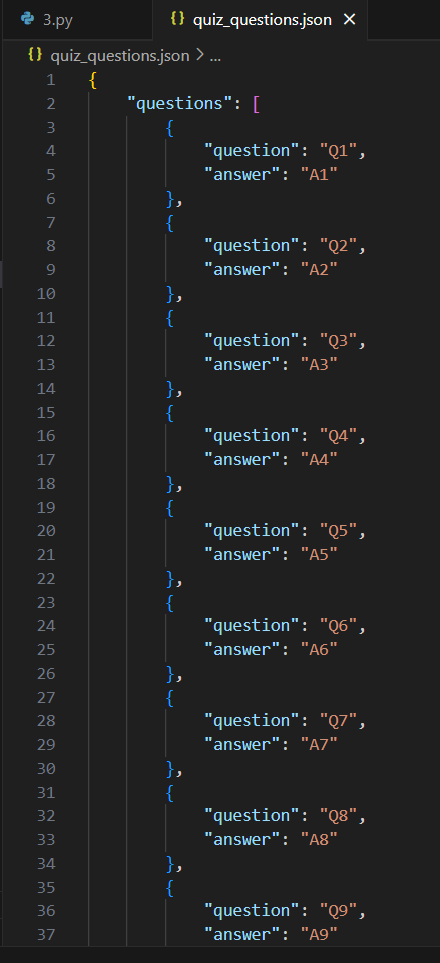 3.py
quiz_questions.json
quiz_questions.json > ...
1 {
2 "questions": [
3 {
4 "question": "Q1",
5 "answer": "A1"
6 },
7 {
8 "question": "Q2",
9 "answer": "A2"
10 },
11 {
12 "question": "Q3",
13 "answer": "A3"
14 },
15 {
16 "question": "Q4",
17 "answer": "A4"
18 },
19 {
20 "question": "Q5",
21 "answer": "A5"
22 },
23 {
24 "question": "Q6",
25 "answer": "A6"
26 },
27 {
28 "question": "Q7",
29 "answer": "A7"
30 },
31 {
32 "question": "Q8",
33 "answer": "A8"
34 },
35 {
36 "question": "Q9",
37 "answer": "A9"